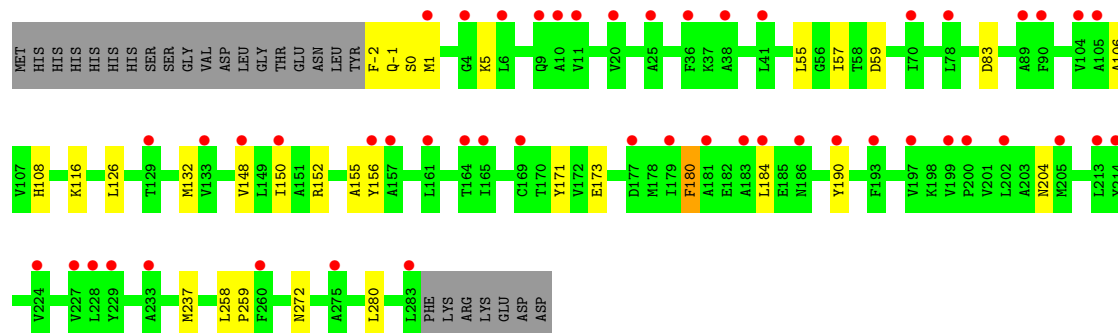 MET HIS HIS HIS HIS HIS HIS SER SER GLY VAL ASP LEU GLY THR GLU ASN LEU TYR F-2 Q-1 S0 M1 G4 K5 L6 Q9 A10 V11 V20 A25 F36 K37 A38 L41 L55 G56 I57 T58 D59 I70 L78 D83 A89 F90 V104 A105 A106
V107 H108 K116 L126 T129 M132 V133 V148 L149 I150 A151 R152 A155 Y156 A157 L161 T164 I165 C169 T170 Y171 V172 E173 D177 M178 I179 F180 A181 E182 A183 L184 E185 N186 Y190 F193 V197 K198 V199 P200 V201 L202 A203 N204 M205 L213
V224 V227 L228 Y229 A233 M237 L258 P259 F260 N272 A275 L280 L283 PHE LYS ARG LYS GLU ASP ASP